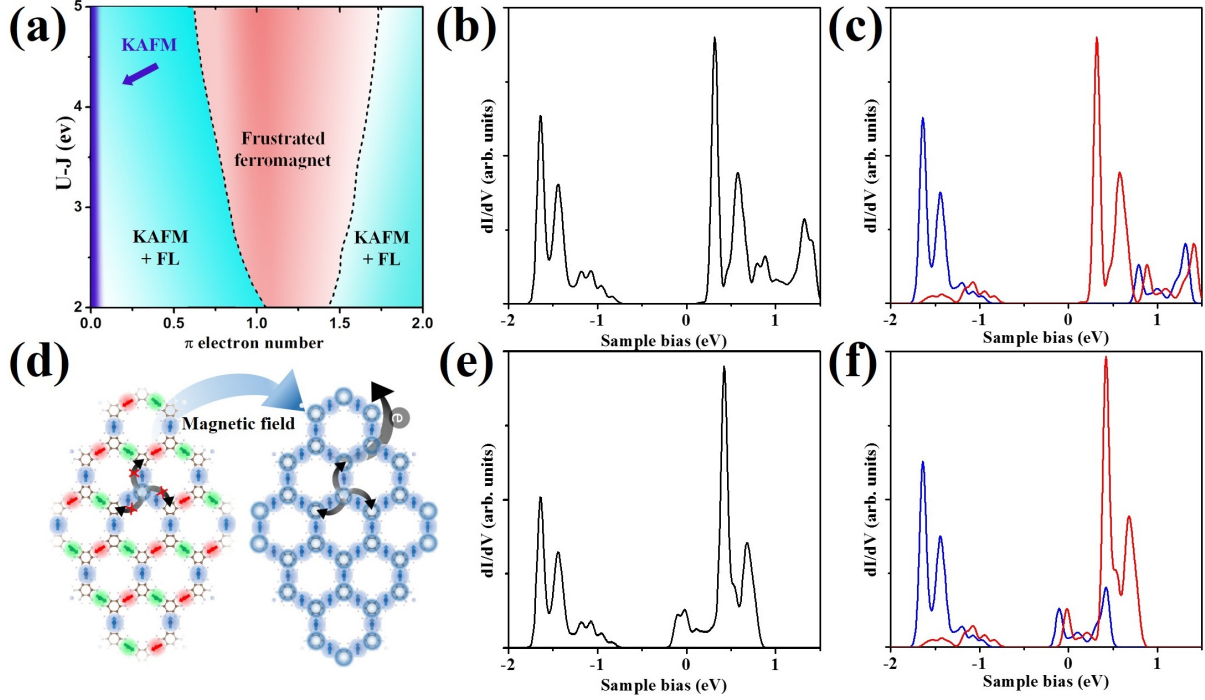 (a)
5
4
3
2
U-J (ev)
KAFM
Frustrated
ferromagnet
KAFM
+ FL
KAFM
+ FL
0.0 0.5 1.0 1.5 2.0
π electron number
(b)
dI/dV (arb. units)
-2 -1 0 1
Sample bias (eV)
(c)
dI/dV (arb. units)
-2 -1 0 1
Sample bias (eV)
(d)
Magnetic field
e
(e)
dI/dV (arb. units)
-2 -1 0 1
Sample bias (eV)
(f)
dI/dV (arb. units)
-2 -1 0 1
Sample bias (eV)